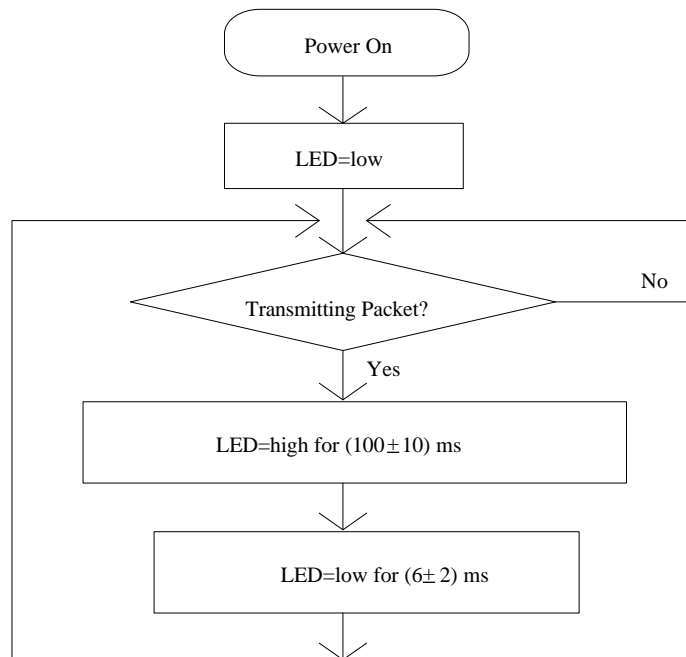 Power On
LED=low
Transmitting Packet?
No
Yes
LED=high for (100±10) ms
LED=low for (6± 2) ms